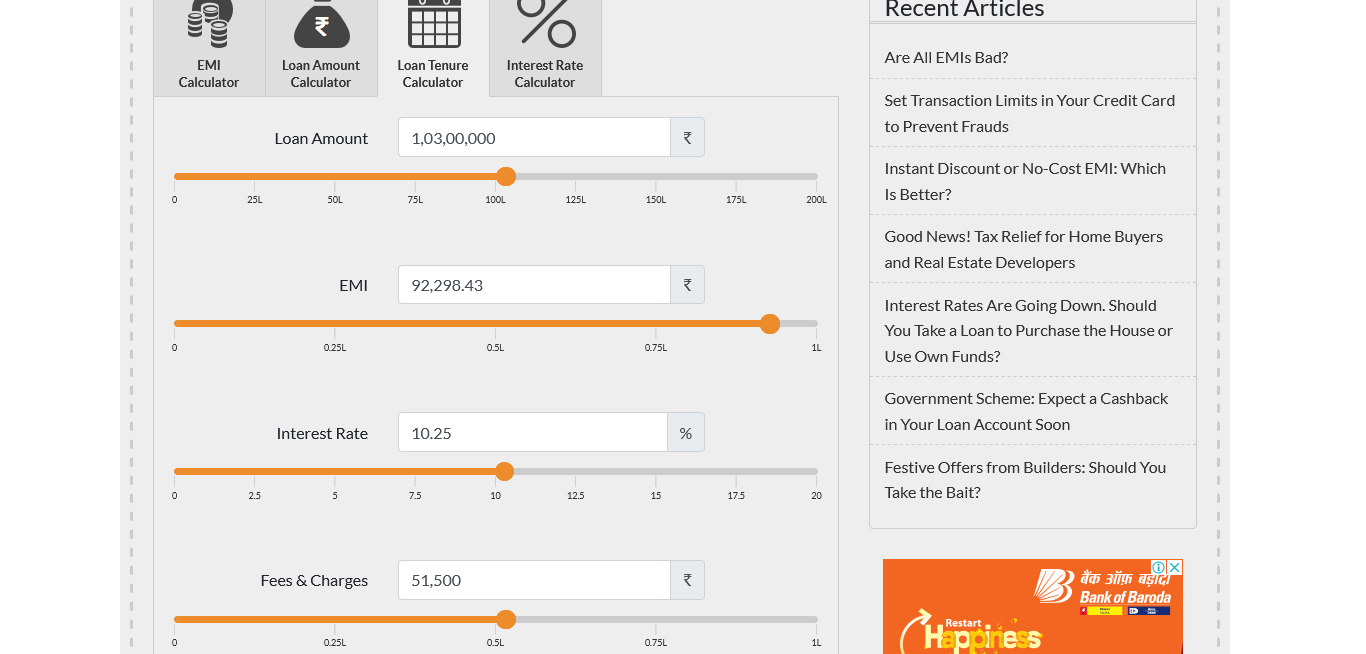 EMI
Calculator
Loan Amount
Calculator
Loan Tenure
Calculator
Interest Rate
Calculator
Loan Amount
1,03,00,000
₹
0
25L
50L
75L
100L
125L
150L
175L
200L
EMI
92,298.43
₹
0
0.25L
0.5L
0.75L
1L
Interest Rate
10.25
%
0
2.5
5
7.5
10
12.5
15
17.5
20
Fees & Charges
51,500
₹
0
0.25L
0.5L
0.75L
1L
Recent Articles
Are All EMIs Bad?
Set Transaction Limits in Your Credit Card
to Prevent Frauds
Instant Discount or No-Cost EMI: Which
Is Better?
Good News! Tax Relief for Home Buyers
and Real Estate Developers
Interest Rates Are Going Down. Should
You Take a Loan to Purchase the House or
Use Own Funds?
Government Scheme: Expect a Cashback
in Your Loan Account Soon
Festive Offers from Builders: Should You
Take the Bait?
बैंक ऑफ़ बड़ौदा
Bank of Baroda
Restart
Happiness